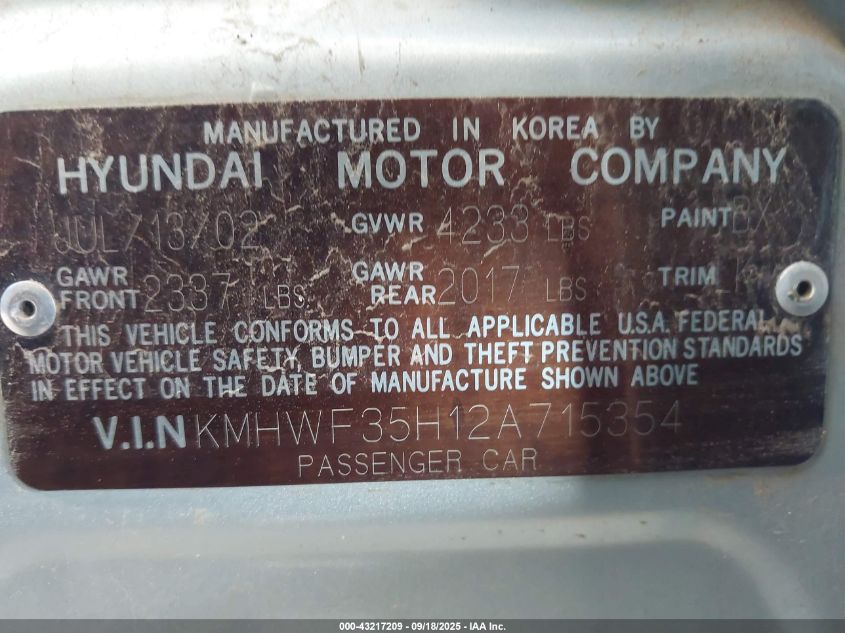 MANUFACTURED IN KOREA BY
HYUNDAI MOTOR COMPANY
JUL/13/02 GVWR 4233 LBS PAINT
GAWR FRONT 2337 LBS GAWR REAR 2017 LBS TRIM
THIS VEHICLE CONFORMS TO ALL APPLICABLE U.S.A. FEDERAL
MOTOR VEHICLE SAFETY, BUMPER AND THEFT PREVENTION STANDARDS
IN EFFECT ON THE DATE OF MANUFACTURE SHOWN ABOVE
V.I.N KMHWF35H12A715354
PASSENGER CAR
000-43217209 - 09/18/2025 - IAA Inc.